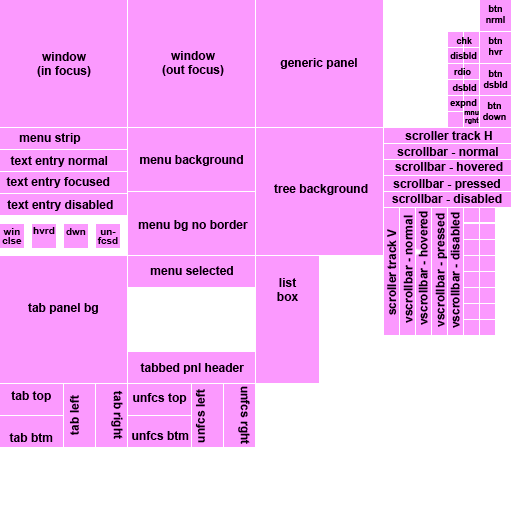 window
(in focus)
window
(out focus)
generic panel
btn
nrml
chk
disbld
btn
hvr
rdio
dsbld
btn
dsbld
expnd
mnu
rght
btn
down
menu strip
text entry normal
text entry focused
text entry disabled
menu background
menu bg no border
tree background
scroller track H
scrollbar - normal
scrollbar - hovered
scrollbar - pressed
scrollbar - disabled
win
clse
hvrd
dwn
un-
fcsd
scroller track V
vscrollbar - normal
vscrollbar - hovered
vscrollbar - pressed
vscrollbar - disabled
tab panel bg
menu selected
list
box
tabbed pnl header
tab top
tab btm
tab left
tab right
unfcs top
unfcs btm
unfcs left
unfcs rght